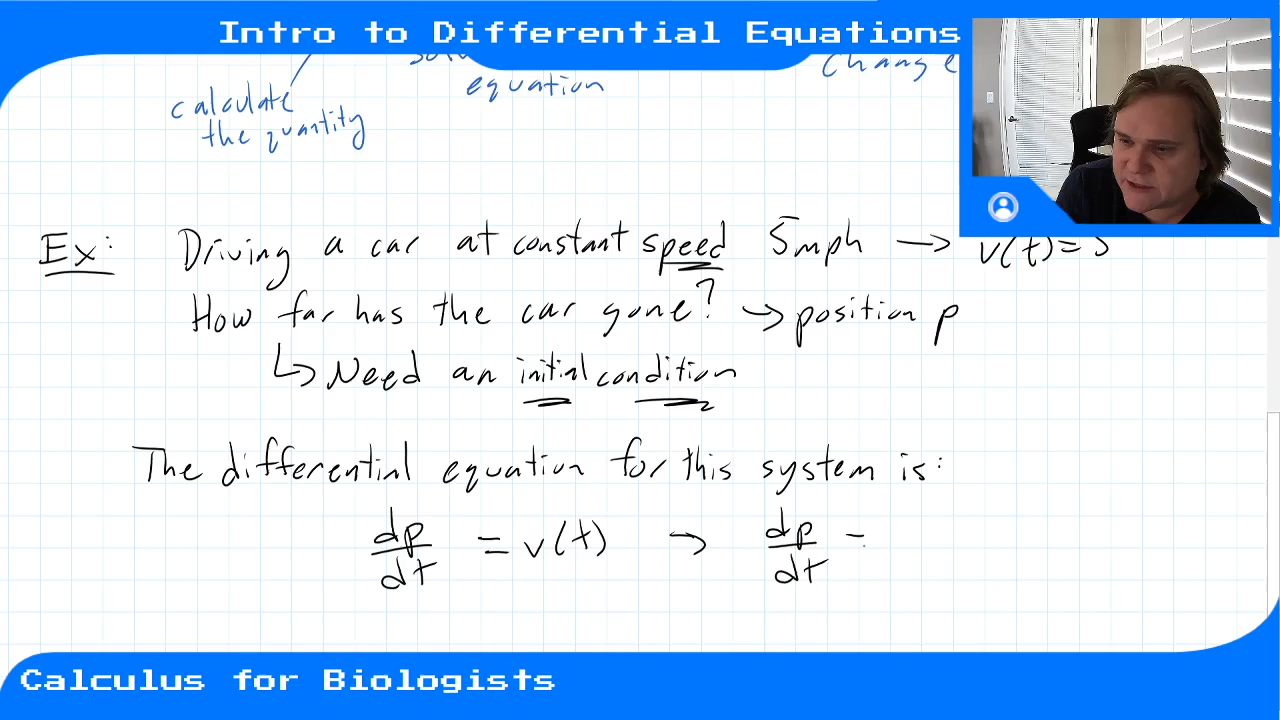 Intro to Differential Equations
change
equation
calculate
the quantity
Ex: Driving a car at constant speed 5mph → v(t)=5
How far has the car gone? → position p
↳ Need an initial condition
The differential equation for this system is:
dp/dt = v(t) → dp/dt =
Calculus for Biologists